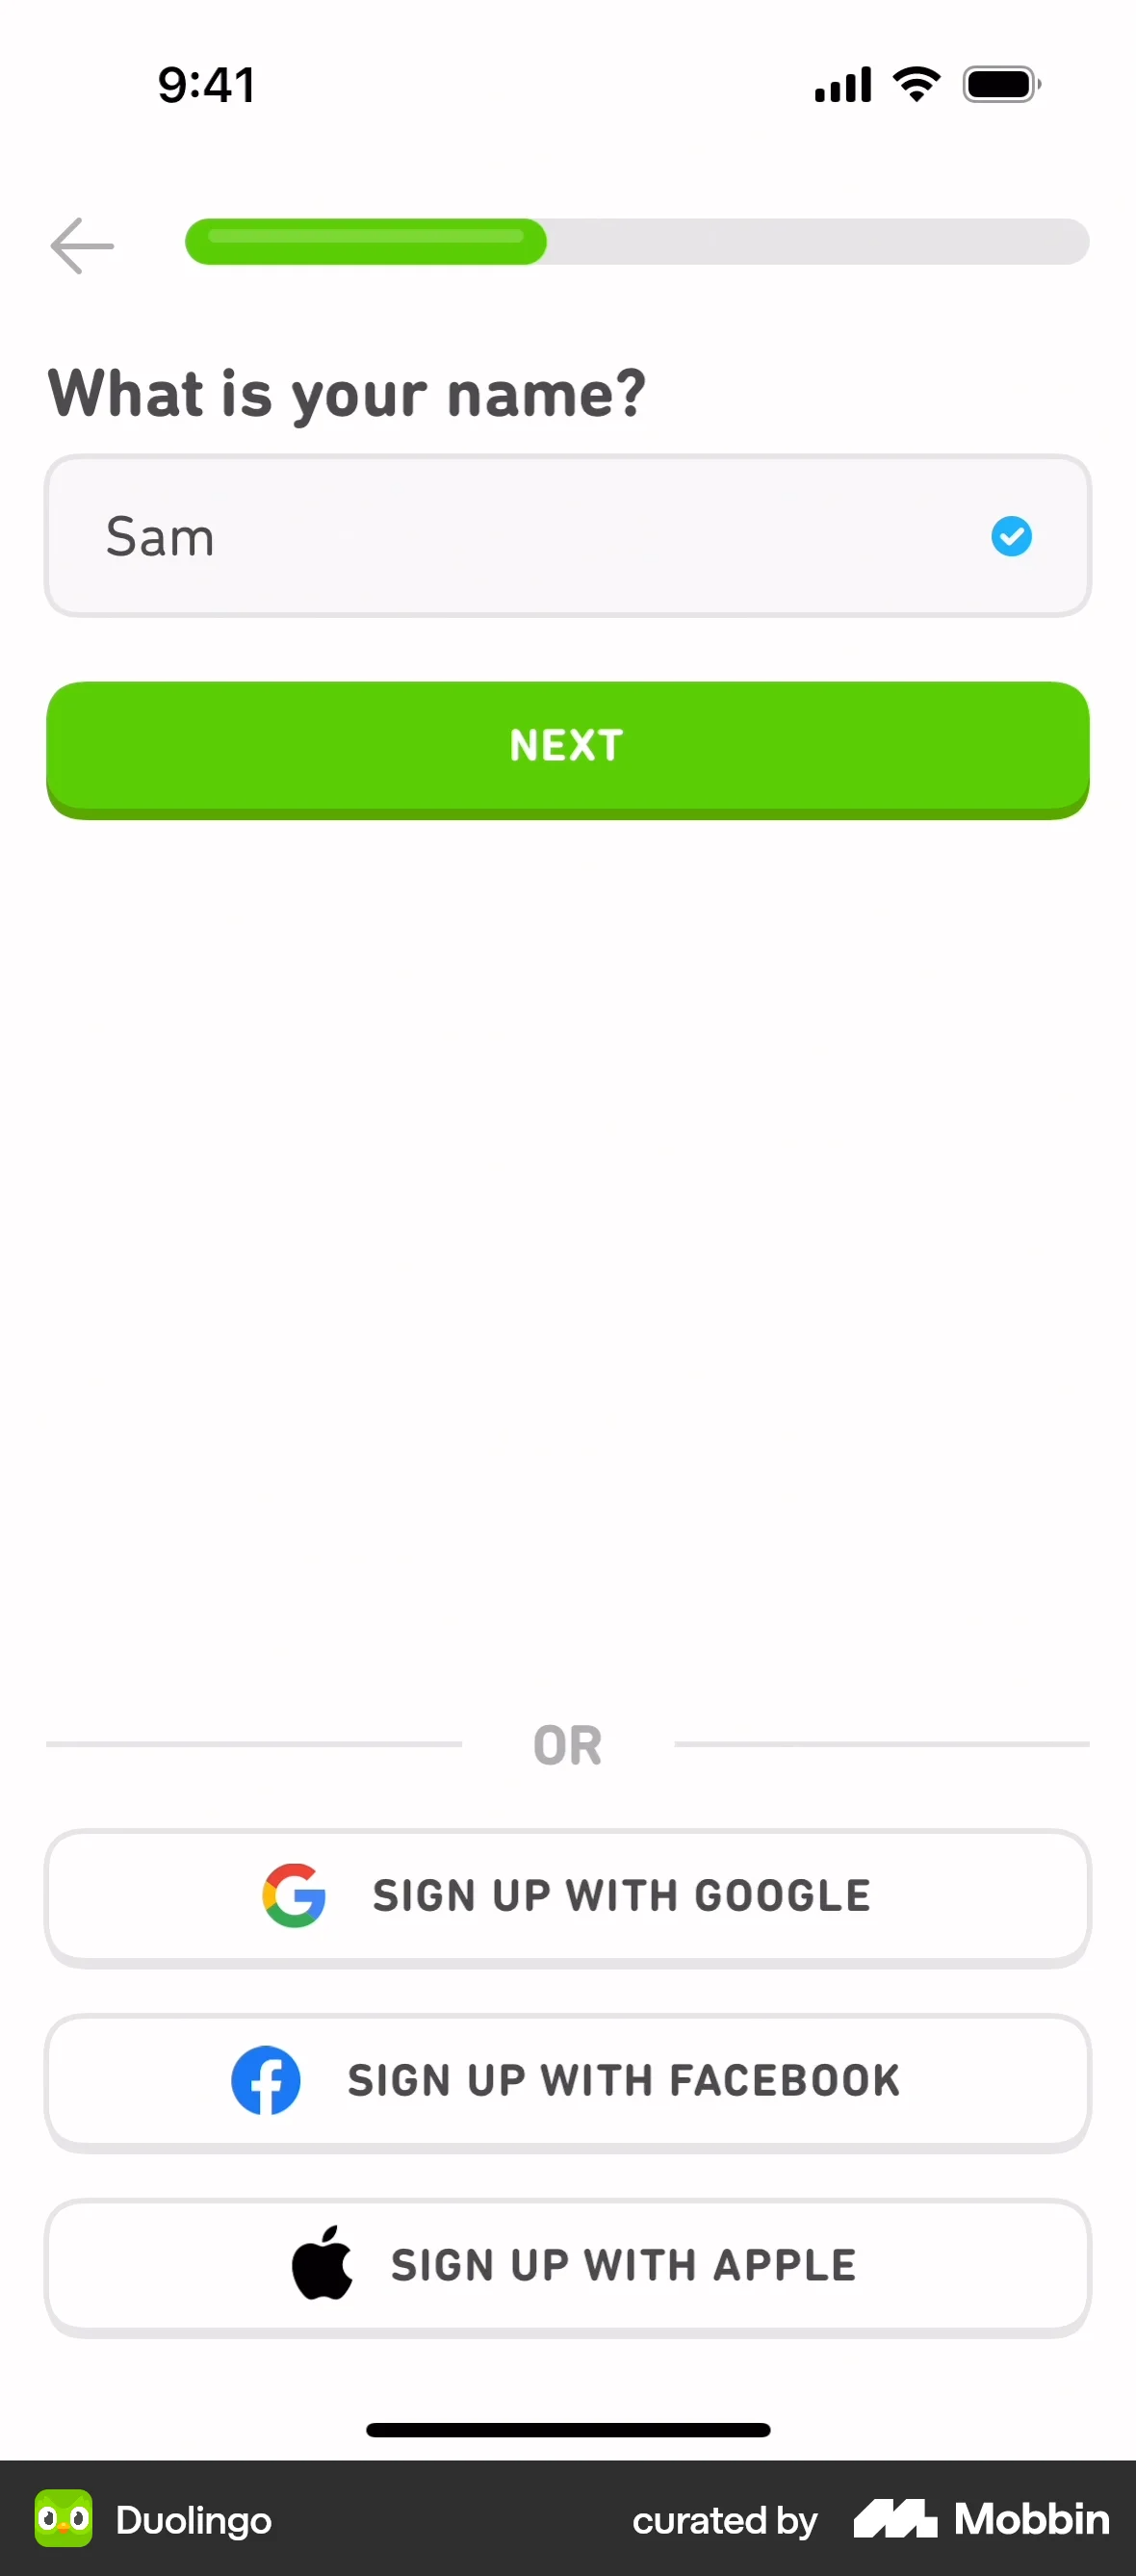 9:41
What is your name?
Sam
NEXT
OR
SIGN UP WITH GOOGLE
SIGN UP WITH FACEBOOK
SIGN UP WITH APPLE
Duolingo
curated by Mobbin